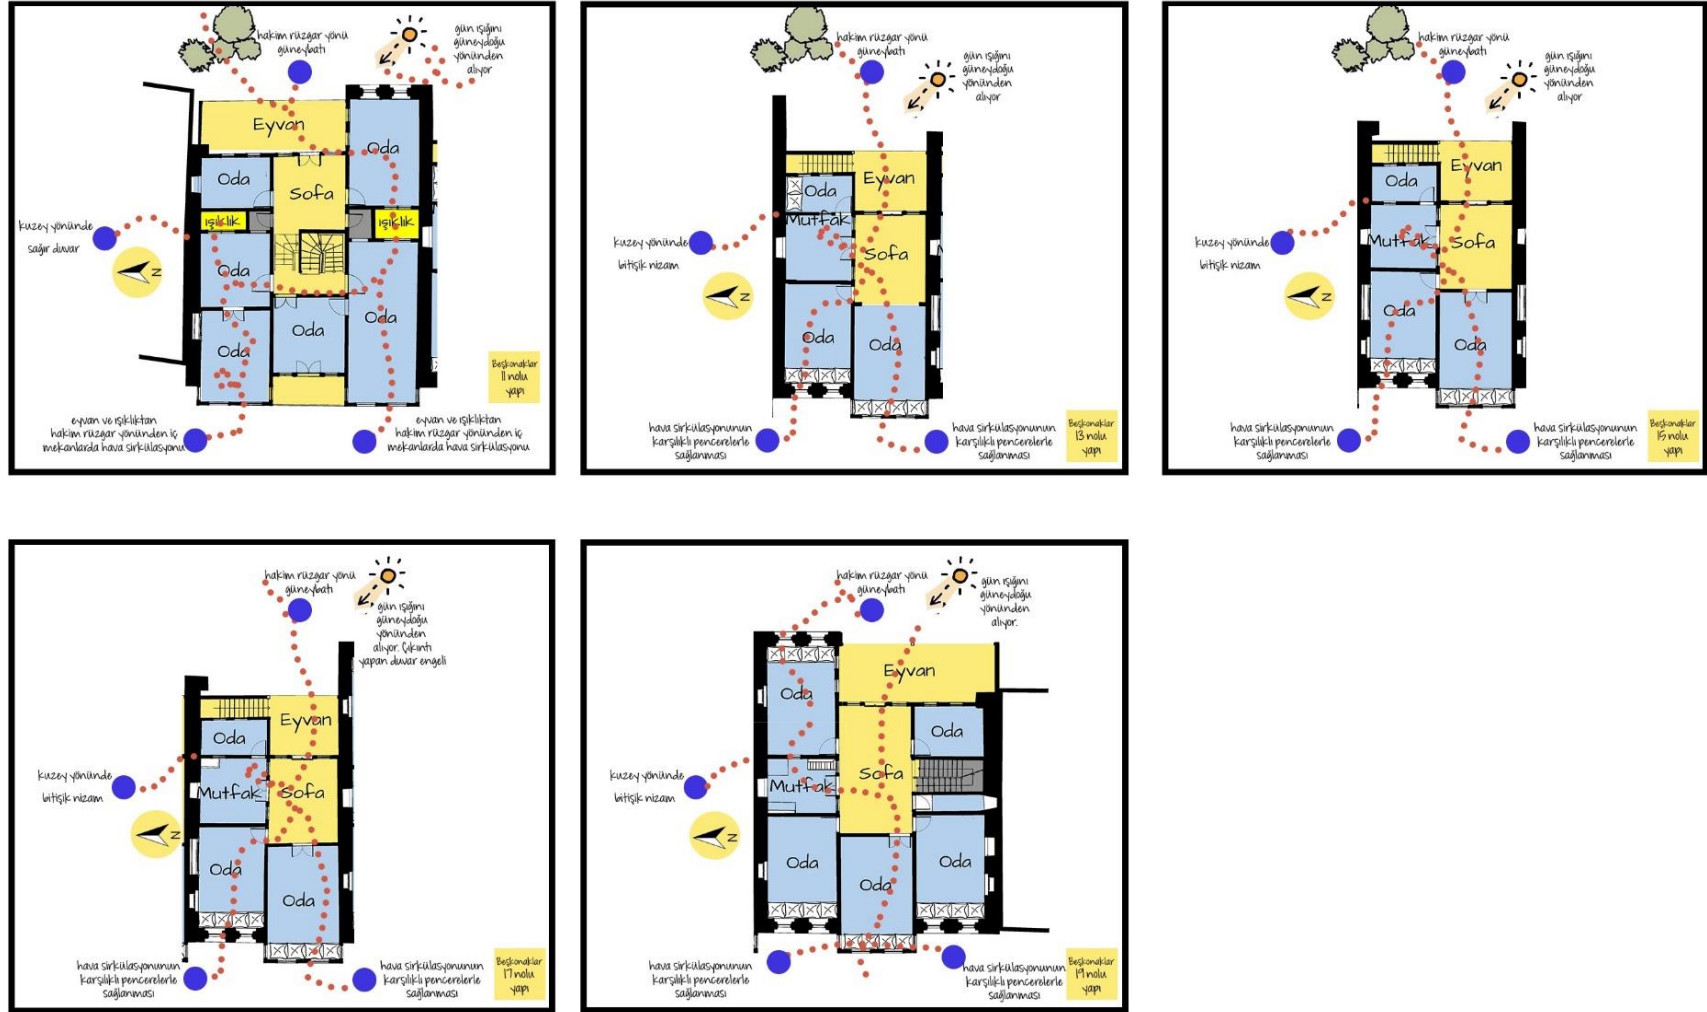 hakim rüzgar yönü
güneybatı
gün ışığını
güneydoğu
yönünden
alıyor
Eyvan
Oda
Oda
Sofa
ışıklık
ışıklık
kuzey yönünde
sağır duvar
N
Oda
Oda
Oda
Oda
eyvan ve ışıklıktan
hakim rüzgar yönünden iç
mekanlarda hava sirkülasyonu
eyvan ve ışıklıktan
hakim rüzgar yönünden iç
mekanlarda hava sirkülasyonu
Beşkonaklar
11 nolu
yapı
hakim rüzgar yönü
güneybatı
gün ışığını
güneydoğu
yönünden
alıyor
Eyvan
Oda
Mutfak
Sofa
kuzey yönünde
bitişik nizam
N
Oda
Oda
hava sirkülasyonunun
karşılıklı pencerelerle
sağlanması
hava sirkülasyonunun
karşılıklı pencerelerle
sağlanması
Beşkonaklar
13 nolu
yapı
hakim rüzgar yönü
güneybatı
gün ışığını
güneydoğu
yönünden
alıyor
Eyvan
Oda
Mutfak
Sofa
kuzey yönünde
bitişik nizam
N
Oda
Oda
hava sirkülasyonunun
karşılıklı pencerelerle
sağlanması
hava sirkülasyonunun
karşılıklı pencerelerle
sağlanması
Beşkonaklar
15 nolu
yapı
hakim rüzgar yönü
güneybatı
gün ışığını
güneydoğu
yönünden
alıyor. Çıkıntı
yapan duvar engeli
Eyvan
Oda
Mutfak
Sofa
kuzey yönünde
bitişik nizam
N
Oda
Oda
hava sirkülasyonunun
karşılıklı pencerelerle
sağlanması
hava sirkülasyonunun
karşılıklı pencerelerle
sağlanması
Beşkonaklar
17 nolu
yapı
hakim rüzgar yönü
güneybatı
gün ışığını
güneydoğu
yönünden
alıyor.
Eyvan
Oda
Oda
Sofa
Mutfak
kuzey yönünde
bitişik nizam
N
Oda
Oda
Oda
hava sirkülasyonunun
karşılıklı pencerelerle
sağlanması
hava sirkülasyonunun
karşılıklı pencerelerle
sağlanması
Beşkonaklar
19 nolu
yapı